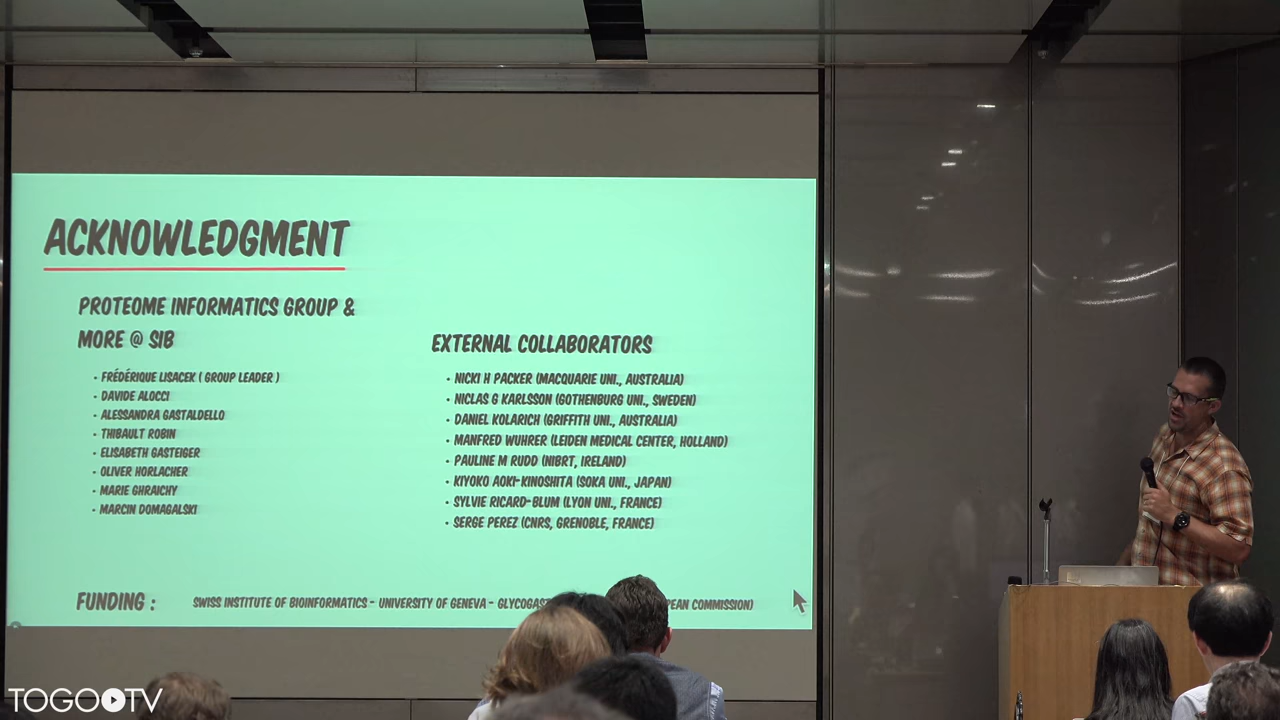 ACKNOWLEDGMENT
PROTEOME INFORMATICS GROUP &
MORE @ SIB
• FRÉDÉRIQUE LISACEK ( GROUP LEADER )
• DAVIDE ALOCCI
• ALESSANDRA GASTALDELLO
• THIBAULT ROBIN
• ELISABETH GASTEIGER
• OLIVER HORLACHER
• MARIE GHRAICHY
• MARCIN DOMAGALSKI
EXTERNAL COLLABORATORS
• NICKI H PACKER (MACQUARIE UNI., AUSTRALIA)
• NICLAS G KARLSSON (GOTHENBURG UNI., SWEDEN)
• DANIEL KOLARICH (GRIFFITH UNI., AUSTRALIA)
• MANFRED WUHRER (LEIDEN MEDICAL CENTER, HOLLAND)
• PAULINE M RUDD (NIBRT, IRELAND)
• KIYOKO AOKI-KINOSHITA (SOKA UNI., JAPAN)
• SYLVIE RICARD-BLUM (LYON UNI., FRANCE)
• SERGE PEREZ (CNRS, GRENOBLE, FRANCE)
FUNDING : SWISS INSTITUTE OF BIOINFORMATICS - UNIVERSITY OF GENEVA - COMMISSION)
TOGOTV